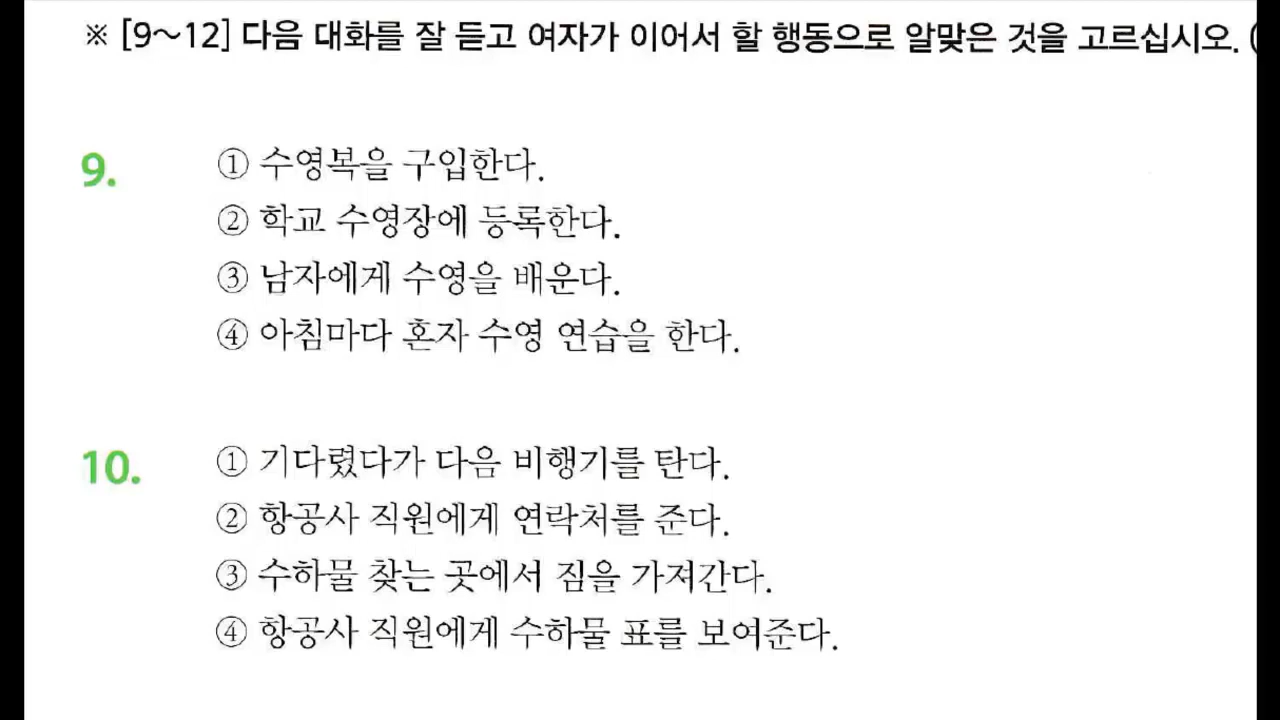 ※ [9～12] 다음 대화를 잘 듣고 여자가 이어서 할 행동으로 알맞은 것을 고르십시오. (
9.
① 수영복을 구입한다.
② 학교 수영장에 등록한다.
③ 남자에게 수영을 배운다.
④ 아침마다 혼자 수영 연습을 한다.
10.
① 기다렸다가 다음 비행기를 탄다.
② 항공사 직원에게 연락처를 준다.
③ 수하물 찾는 곳에서 짐을 가져간다.
④ 항공사 직원에게 수하물 표를 보여준다.